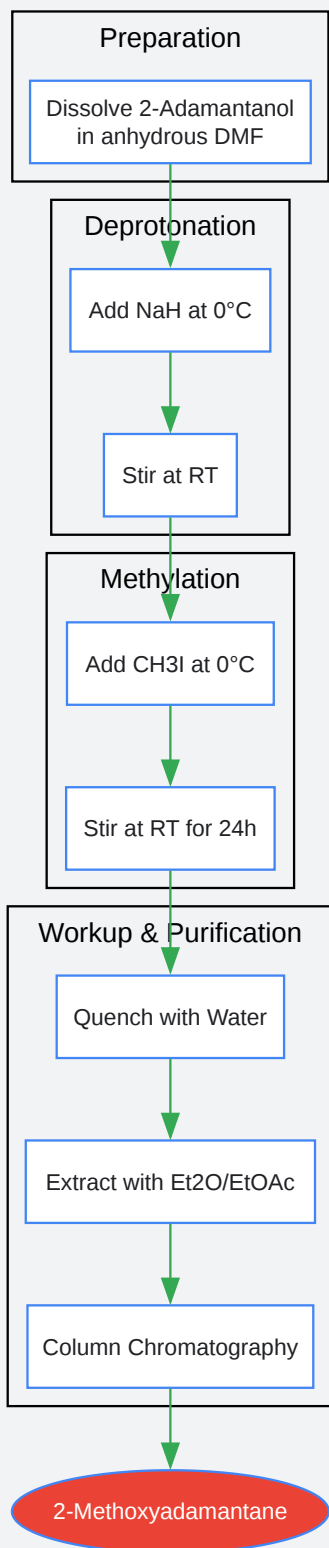 Preparation
Dissolve 2-Adamantanol
in anhydrous DMF
Deprotonation
Add NaH at 0°C
Stir at RT
Methylation
Add CH3I at 0°C
Stir at RT for 24h
Workup & Purification
Quench with Water
Extract with Et2O/EtOAc
Column Chromatography
2-Methoxyadamantane